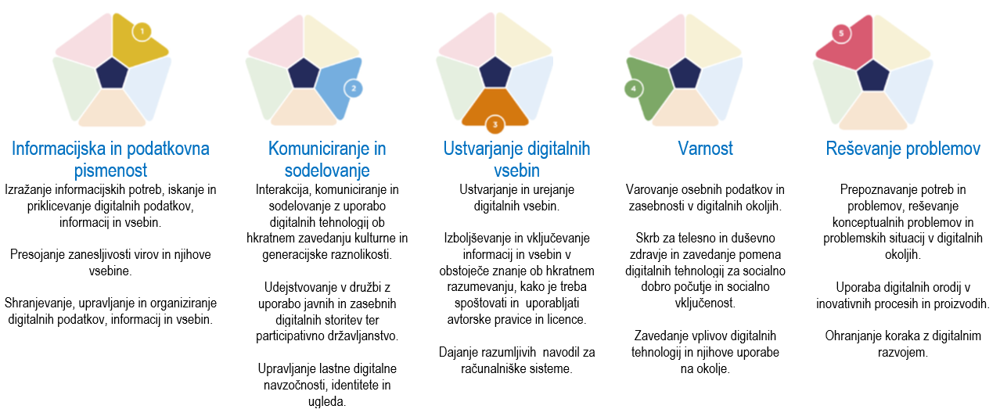 1
Informacijska in podatkovna
pismenost
Izražanje informacijskih potreb, iskanje in
priklicevanje digitalnih podatkov,
informacij in vsebin.
Presojanje zanesljivosti virov in njihove
vsebine.
Shranjevanje, upravljanje in organiziranje
digitalnih podatkov, informacij in vsebin.
2
Komuniciranje in
sodelovanje
Interakcija, komuniciranje in
sodelovanje z uporabo
digitalnih tehnologij ob
hkratnem zavedanju kulturne in
generacijske raznolikosti.
Udejstvovanje v družbi z
uporabo javnih in zasebnih
digitalnih storitev ter
participativno državljanstvo.
Upravljanje lastne digitalne
navzočnosti, identitete in
ugleda.
3
Ustvarjanje digitalnih
vsebin
Ustvarjanje in urejanje
digitalnih vsebin.
Izboljševanje in vključevanje
informacij in vsebin v
obstoječe znanje ob hkratnem
razumevanju, kako je treba
spoštovati in  uporabljati
avtorske pravice in licence.
Dajanje razumljivih  navodil za
računalniške sisteme.
4
Varnost
Varovanje osebnih podatkov in
zasebnosti v digitalnih okoljih.
Skrb za telesno in duševno
zdravje in zavedanje pomena
digitalnih tehnologij za socialno
dobro počutje in socialno
vključenost.
Zavedanje vplivov digitalnih
tehnologij in njihove uporabe
na okolje.
5
Reševanje problemov
Prepoznavanje potreb in
problemov, reševanje
konceptualnih problemov in
problemskih situacij v digitalnih
okoljih.
Uporaba digitalnih orodij v
inovativnih procesih in proizvodih.
Ohranjanje koraka z digitalnim
razvojem.